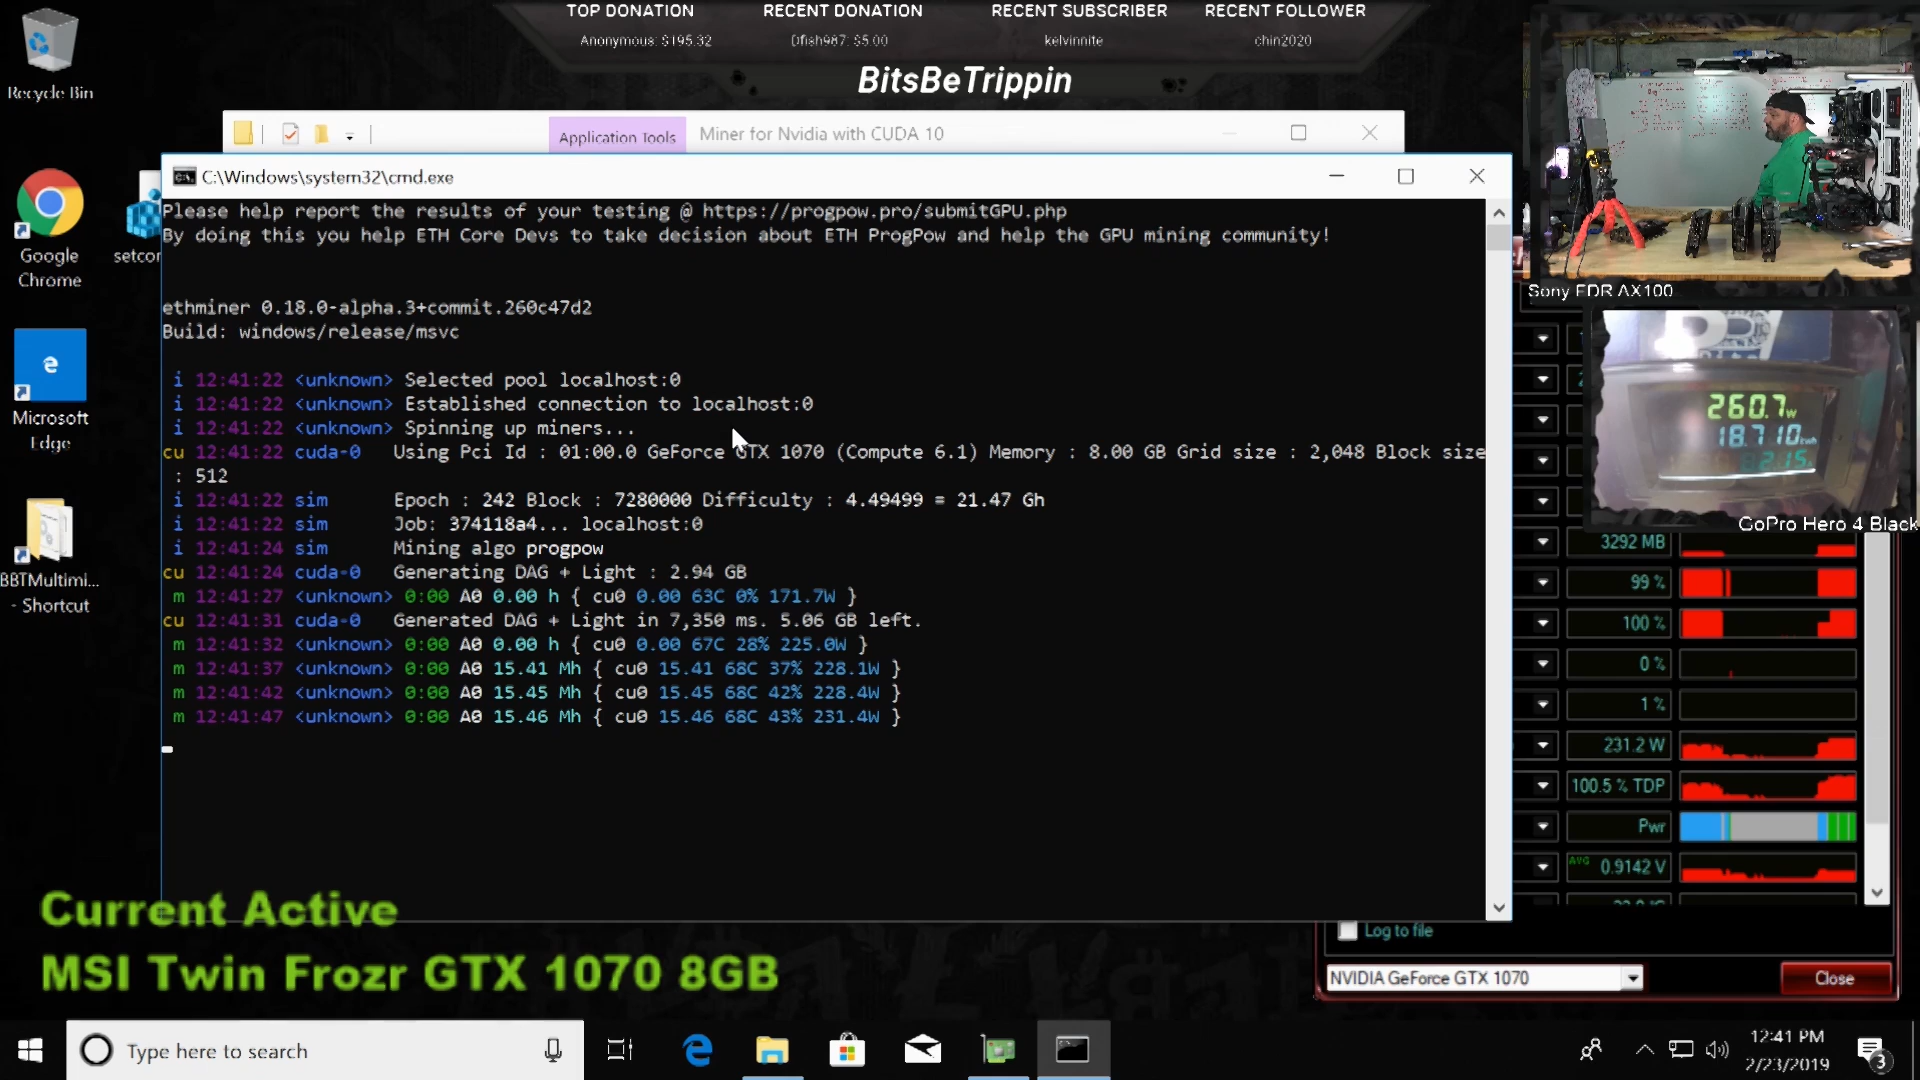 TOP DONATION
RECENT DONATION
RECENT SUBSCRIBER
RECENT FOLLOWER
Anonymous: $195.32
Dfish987: $5.00
kelvinnite
chin2020
BitsBeTrippin
Recycle Bin
Application Tools
Miner for Nvidia with CUDA 10
C:\Windows\system32\cmd.exe
Please help report the results of your testing @ https://progpow.pro/submitGPU.php
By doing this you help ETH Core Devs to take decision about ETH ProgPow and help the GPU mining community!
ethminer 0.18.0-alpha.3+commit.260c47d2
Build: windows/release/msvc
i 12:41:22 <unknown> Selected pool localhost:0
i 12:41:22 <unknown> Established connection to localhost:0
i 12:41:22 <unknown> Spinning up miners...
cu 12:41:22 cuda-0 Using Pci Id : 01:00.0 GeForce GTX 1070 (Compute 6.1) Memory : 8.00 GB Grid size : 2,048 Block size
: 512
i 12:41:22 sim Epoch : 242 Block : 7280000 Difficulty : 4.49499 = 21.47 Gh
i 12:41:22 sim Job: 374118a4... localhost:0
i 12:41:24 sim Mining algo progpow
cu 12:41:24 cuda-0 Generating DAG + Light : 2.94 GB
m 12:41:27 <unknown> 0:00 A0 0.00 h { cu0 0.00 63C 0% 171.7W }
cu 12:41:31 cuda-0 Generated DAG + Light in 7,350 ms. 5.06 GB left.
m 12:41:32 <unknown> 0:00 A0 0.00 h { cu0 0.00 67C 28% 225.0W }
m 12:41:37 <unknown> 0:00 A0 15.41 Mh { cu0 15.41 68C 37% 228.1W }
m 12:41:42 <unknown> 0:00 A0 15.45 Mh { cu0 15.45 68C 42% 228.4W }
m 12:41:47 <unknown> 0:00 A0 15.46 Mh { cu0 15.46 68C 43% 231.4W }
Google
Chrome
setcor
Microsoft
Edge
BBTMultimi...
- Shortcut
Sony FDR AX100
260.7W
18.710
GoPro Hero 4 Black
3292 MB
99 %
100 %
0 %
1 %
231.2 W
100.5 % TDP
Pwr
AVG 0.9142 V
Log to file
NVIDIA GeForce GTX 1070
Close
Current Active
MSI Twin Frozr GTX 1070 8GB
Type here to search
12:41 PM
2/23/2019
3